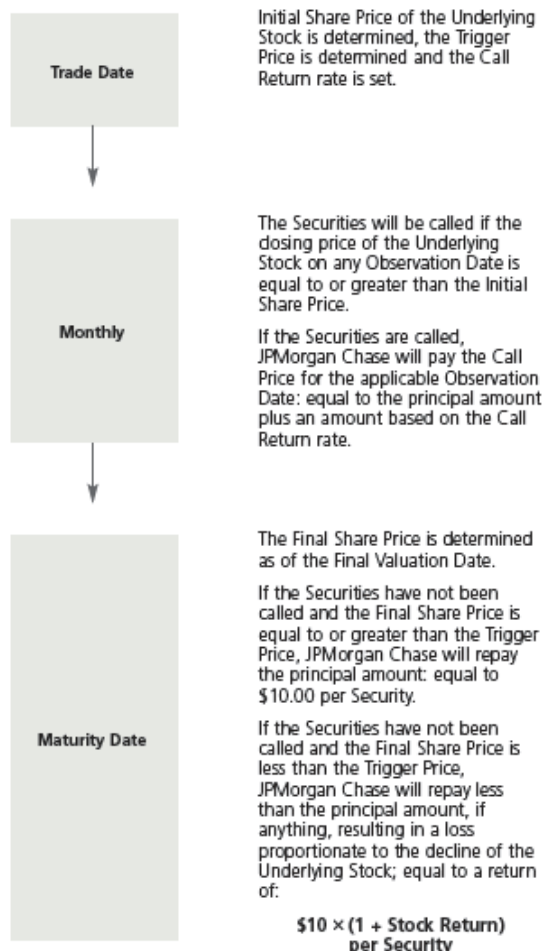 Trade Date
Initial Share Price of the Underlying
Stock is determined, the Trigger
Price is determined and the Call
Return rate is set.
Monthly
The Securities will be called if the
closing price of the Underlying
Stock on any Observation Date is
equal to or greater than the Initial
Share Price.
If the Securities are called,
JPMorgan Chase will pay the Call
Price for the applicable Observation
Date: equal to the principal amount
plus an amount based on the Call
Return rate.
Maturity Date
The Final Share Price is determined
as of the Final Valuation Date.
If the Securities have not been
called and the Final Share Price is
equal to or greater than the Trigger
Price, JPMorgan Chase will repay
the principal amount: equal to
$10.00 per Security.
If the Securities have not been
called and the Final Share Price is
less than the Trigger Price,
JPMorgan Chase will repay less
than the principal amount, if
anything, resulting in a loss
proportionate to the decline of the
Underlying Stock; equal to a return
of:
$10 × (1 + Stock Return)
per Security